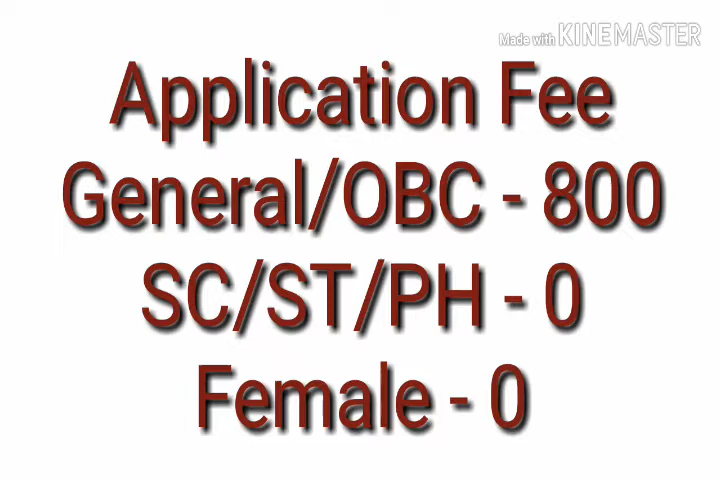 Made with KINEMASTER
Application Fee
General/OBC - 800
SC/ST/PH - 0
Female - 0